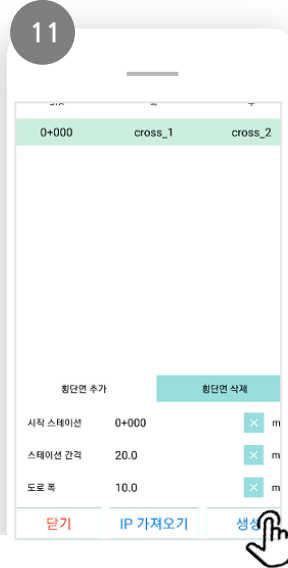 11
0+000 cross_1 cross_2
횡단면 추가 횡단면 삭제
시작 스테이션 0+000 m
스테이션 간격 20.0 m
도로 폭 10.0 m
닫기 IP 가져오기 생성